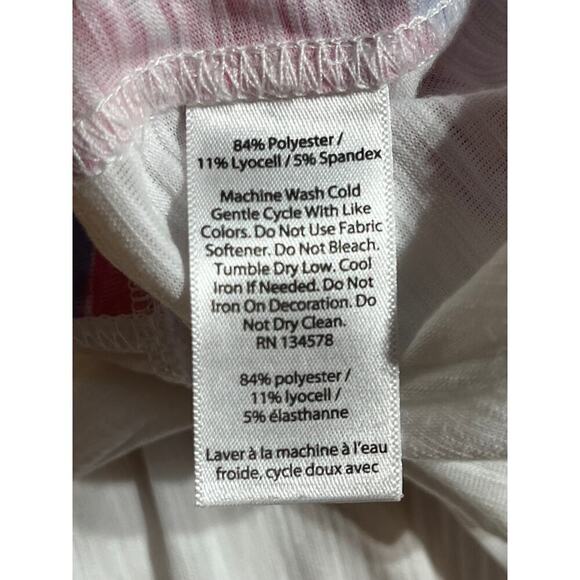 84% Polyester /
11% Lyocell / 5% Spandex
Machine Wash Cold
Gentle Cycle With Like
Colors. Do Not Use Fabric
Softener. Do Not Bleach.
Tumble Dry Low. Cool
Iron If Needed. Do Not
Iron On Decoration. Do
Not Dry Clean.
RN 134578
84% polyester /
11% lyocell /
5% élasthanne
Laver à la machine à l'eau
froide, cycle doux avec